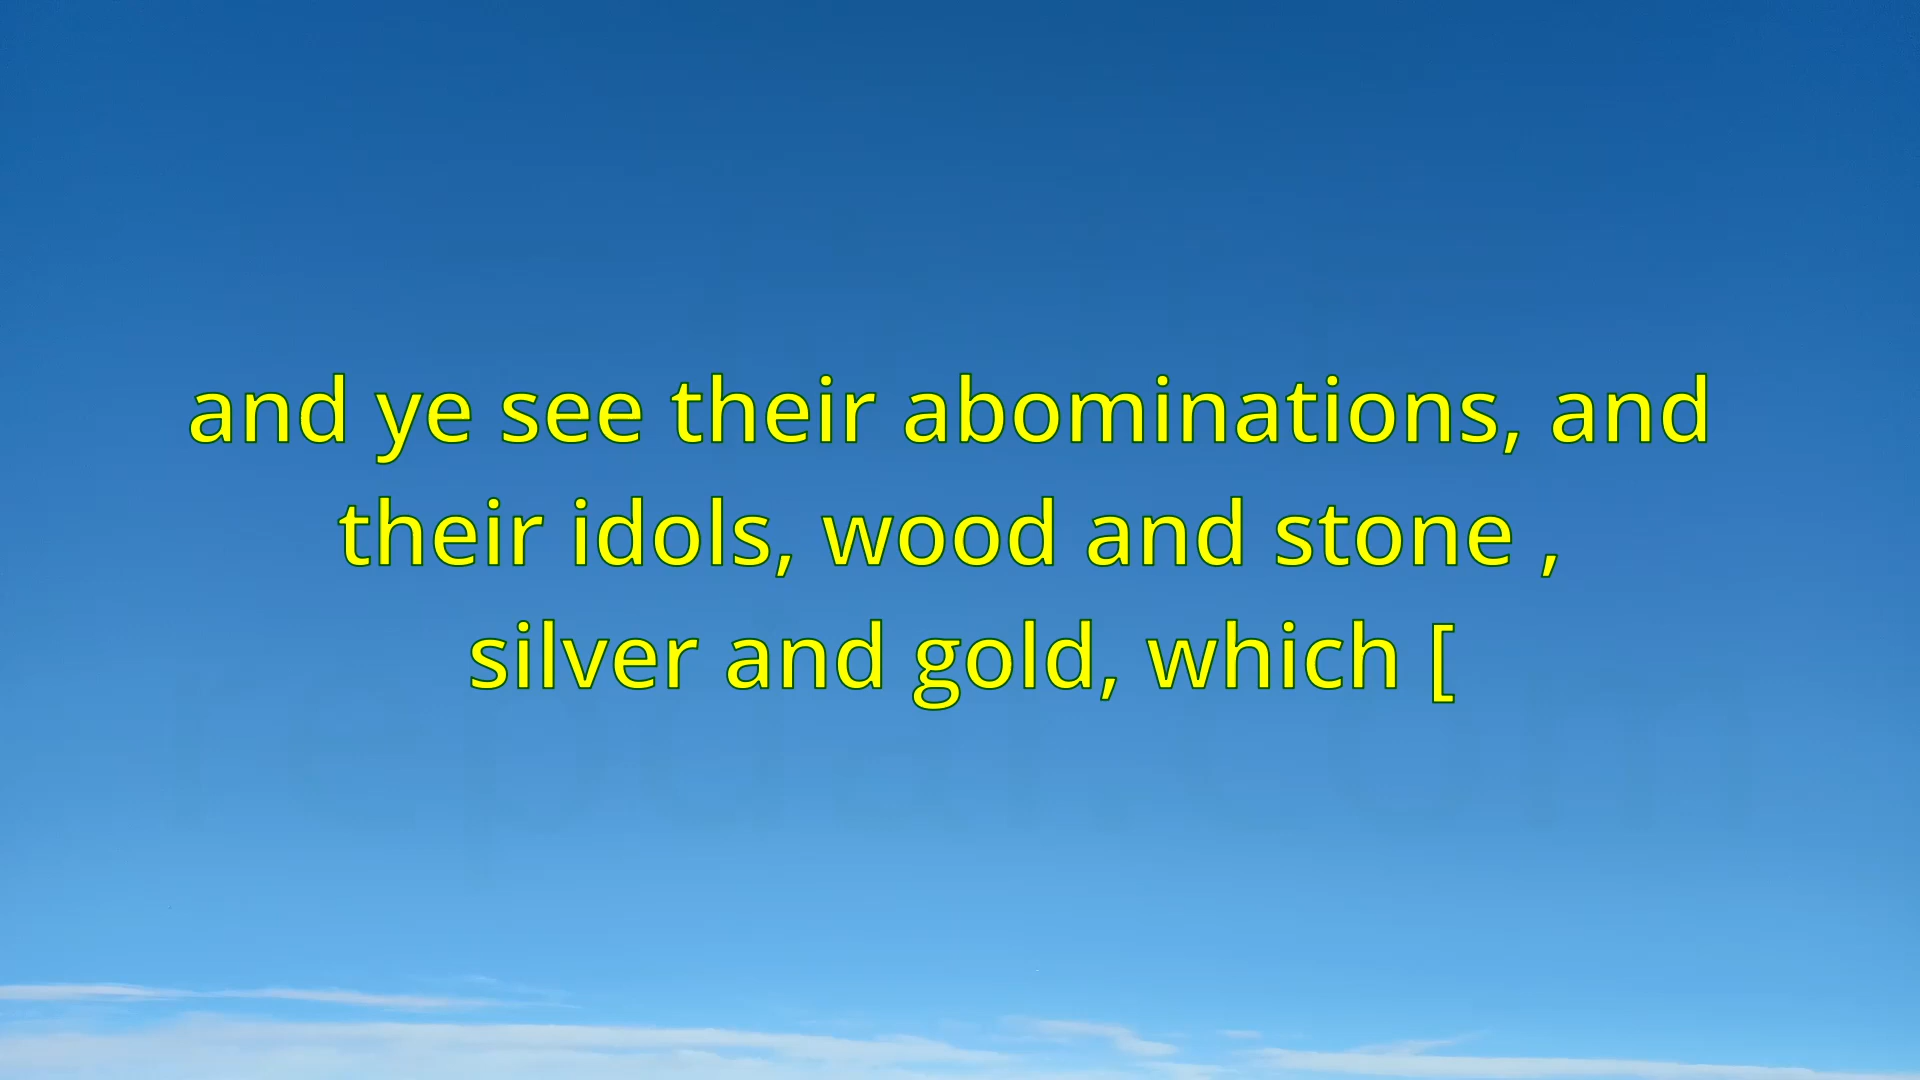 and ye see their abominations, and
their idols, wood and stone ,
silver and gold, which [